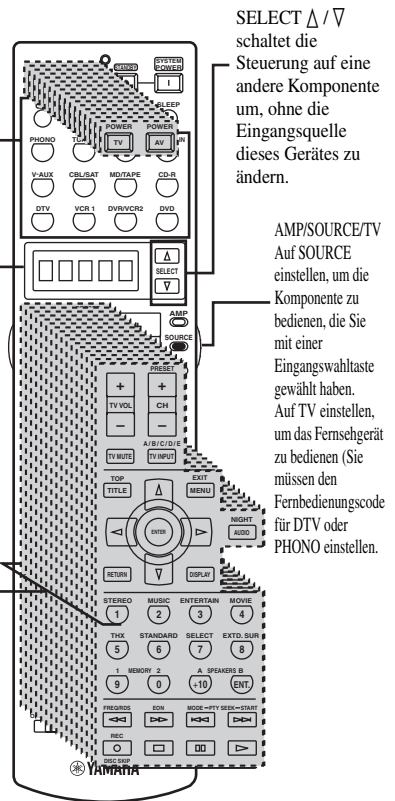 SELECT △ / ▽
schaltet die
Steuerung auf eine
andere Komponente
um, ohne die
Eingangsquelle
dieses Gerätes zu
ändern.
AMP/SOURCE/TV
Auf SOURCE
einstellen, um die
Komponente zu
bedienen, die Sie
mit einer
Eingangswahltaste
gewählt haben.
Auf TV einstellen,
um das Fernsehgerät
zu bedienen (Sie
müssen den
Fernbedienungscode
für DTV oder
PHONO einstellen.
STANDBY SYSTEM POWER
SLEEP
POWER POWER
TV AV
PHONO IN
V-AUX CBL/SAT MD/TAPE CD-R
DTV VCR 1 DVR/VCR2 DVD
SELECT
AMP
SOURCE
PRESET
+ +
TV VOL CH
– –
A/B/C/D/E
TV MUTE TV INPUT
TOP EXIT
TITLE MENU
ENTER
NIGHT
AUDIO
RETURN DISPLAY
STEREO MUSIC ENTERTAIN MOVIE
1 2 3 4
THX STANDARD SELECT EXTD. SUR
5 6 7 8
1 MEMORY 2 A SPEAKERS B
9 0 +10 ENT.
FREQ/RDS EON MODE PTY SEEK START
REC
DISC SKIP
YAMAHA